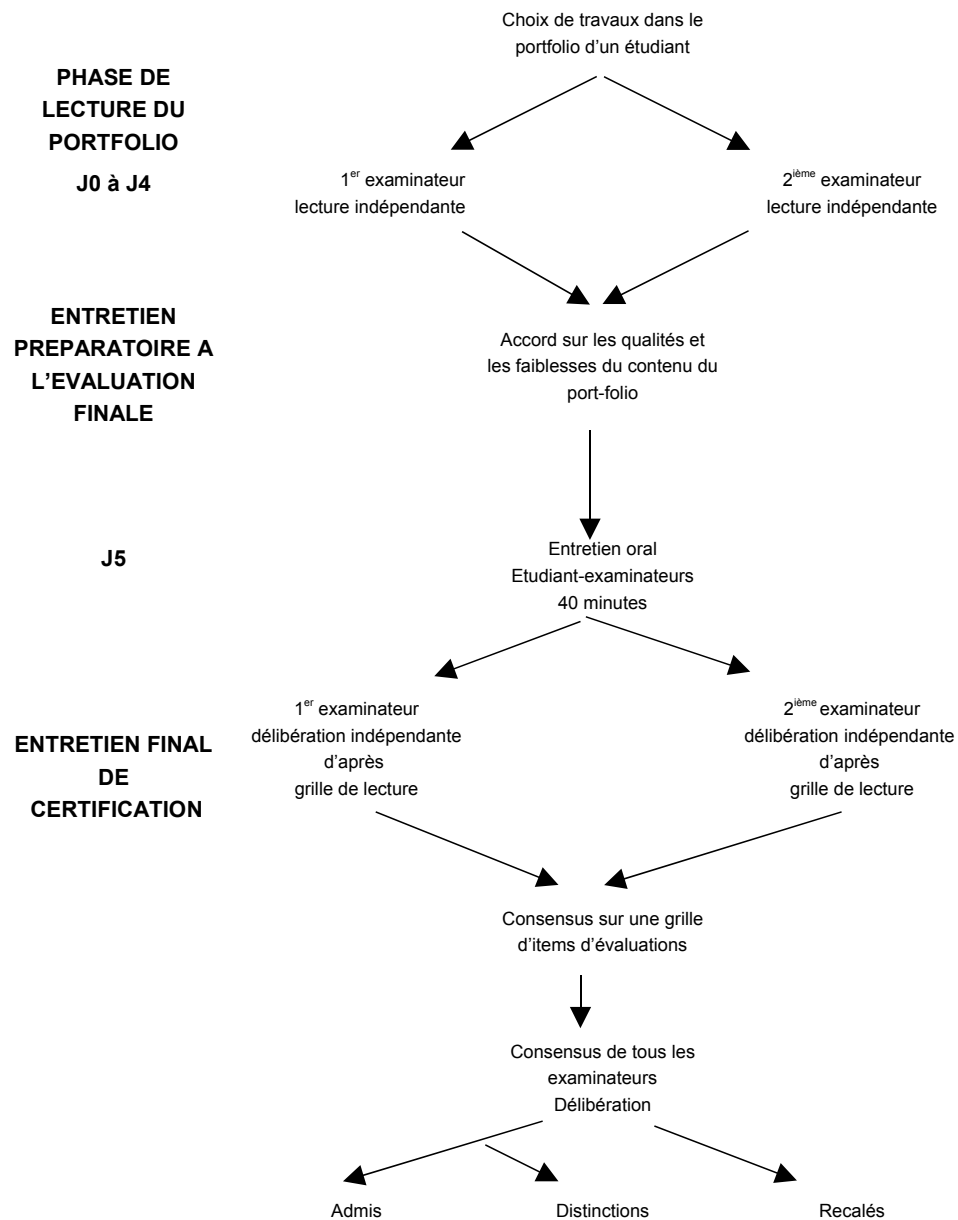 Choix de travaux dans le
portfolio d'un étudiant
PHASE DE
LECTURE DU
PORTFOLIO
J0 à J4
1er examinateur
lecture indépendante
2ième examinateur
lecture indépendante
ENTRETIEN
PREPARATOIRE A
L'EVALUATION
FINALE
Accord sur les qualités et
les faiblesses du contenu du
port-folio
J5
Entretien oral
Etudiant-examinateurs
40 minutes
ENTRETIEN FINAL
DE
CERTIFICATION
1er examinateur
délibération indépendante
d'après
grille de lecture
2ième examinateur
délibération indépendante
d'après
grille de lecture
Consensus sur une grille
d'items d'évaluations
Consensus de tous les
examinateurs
Délibération
Admis
Distinctions
Recalés